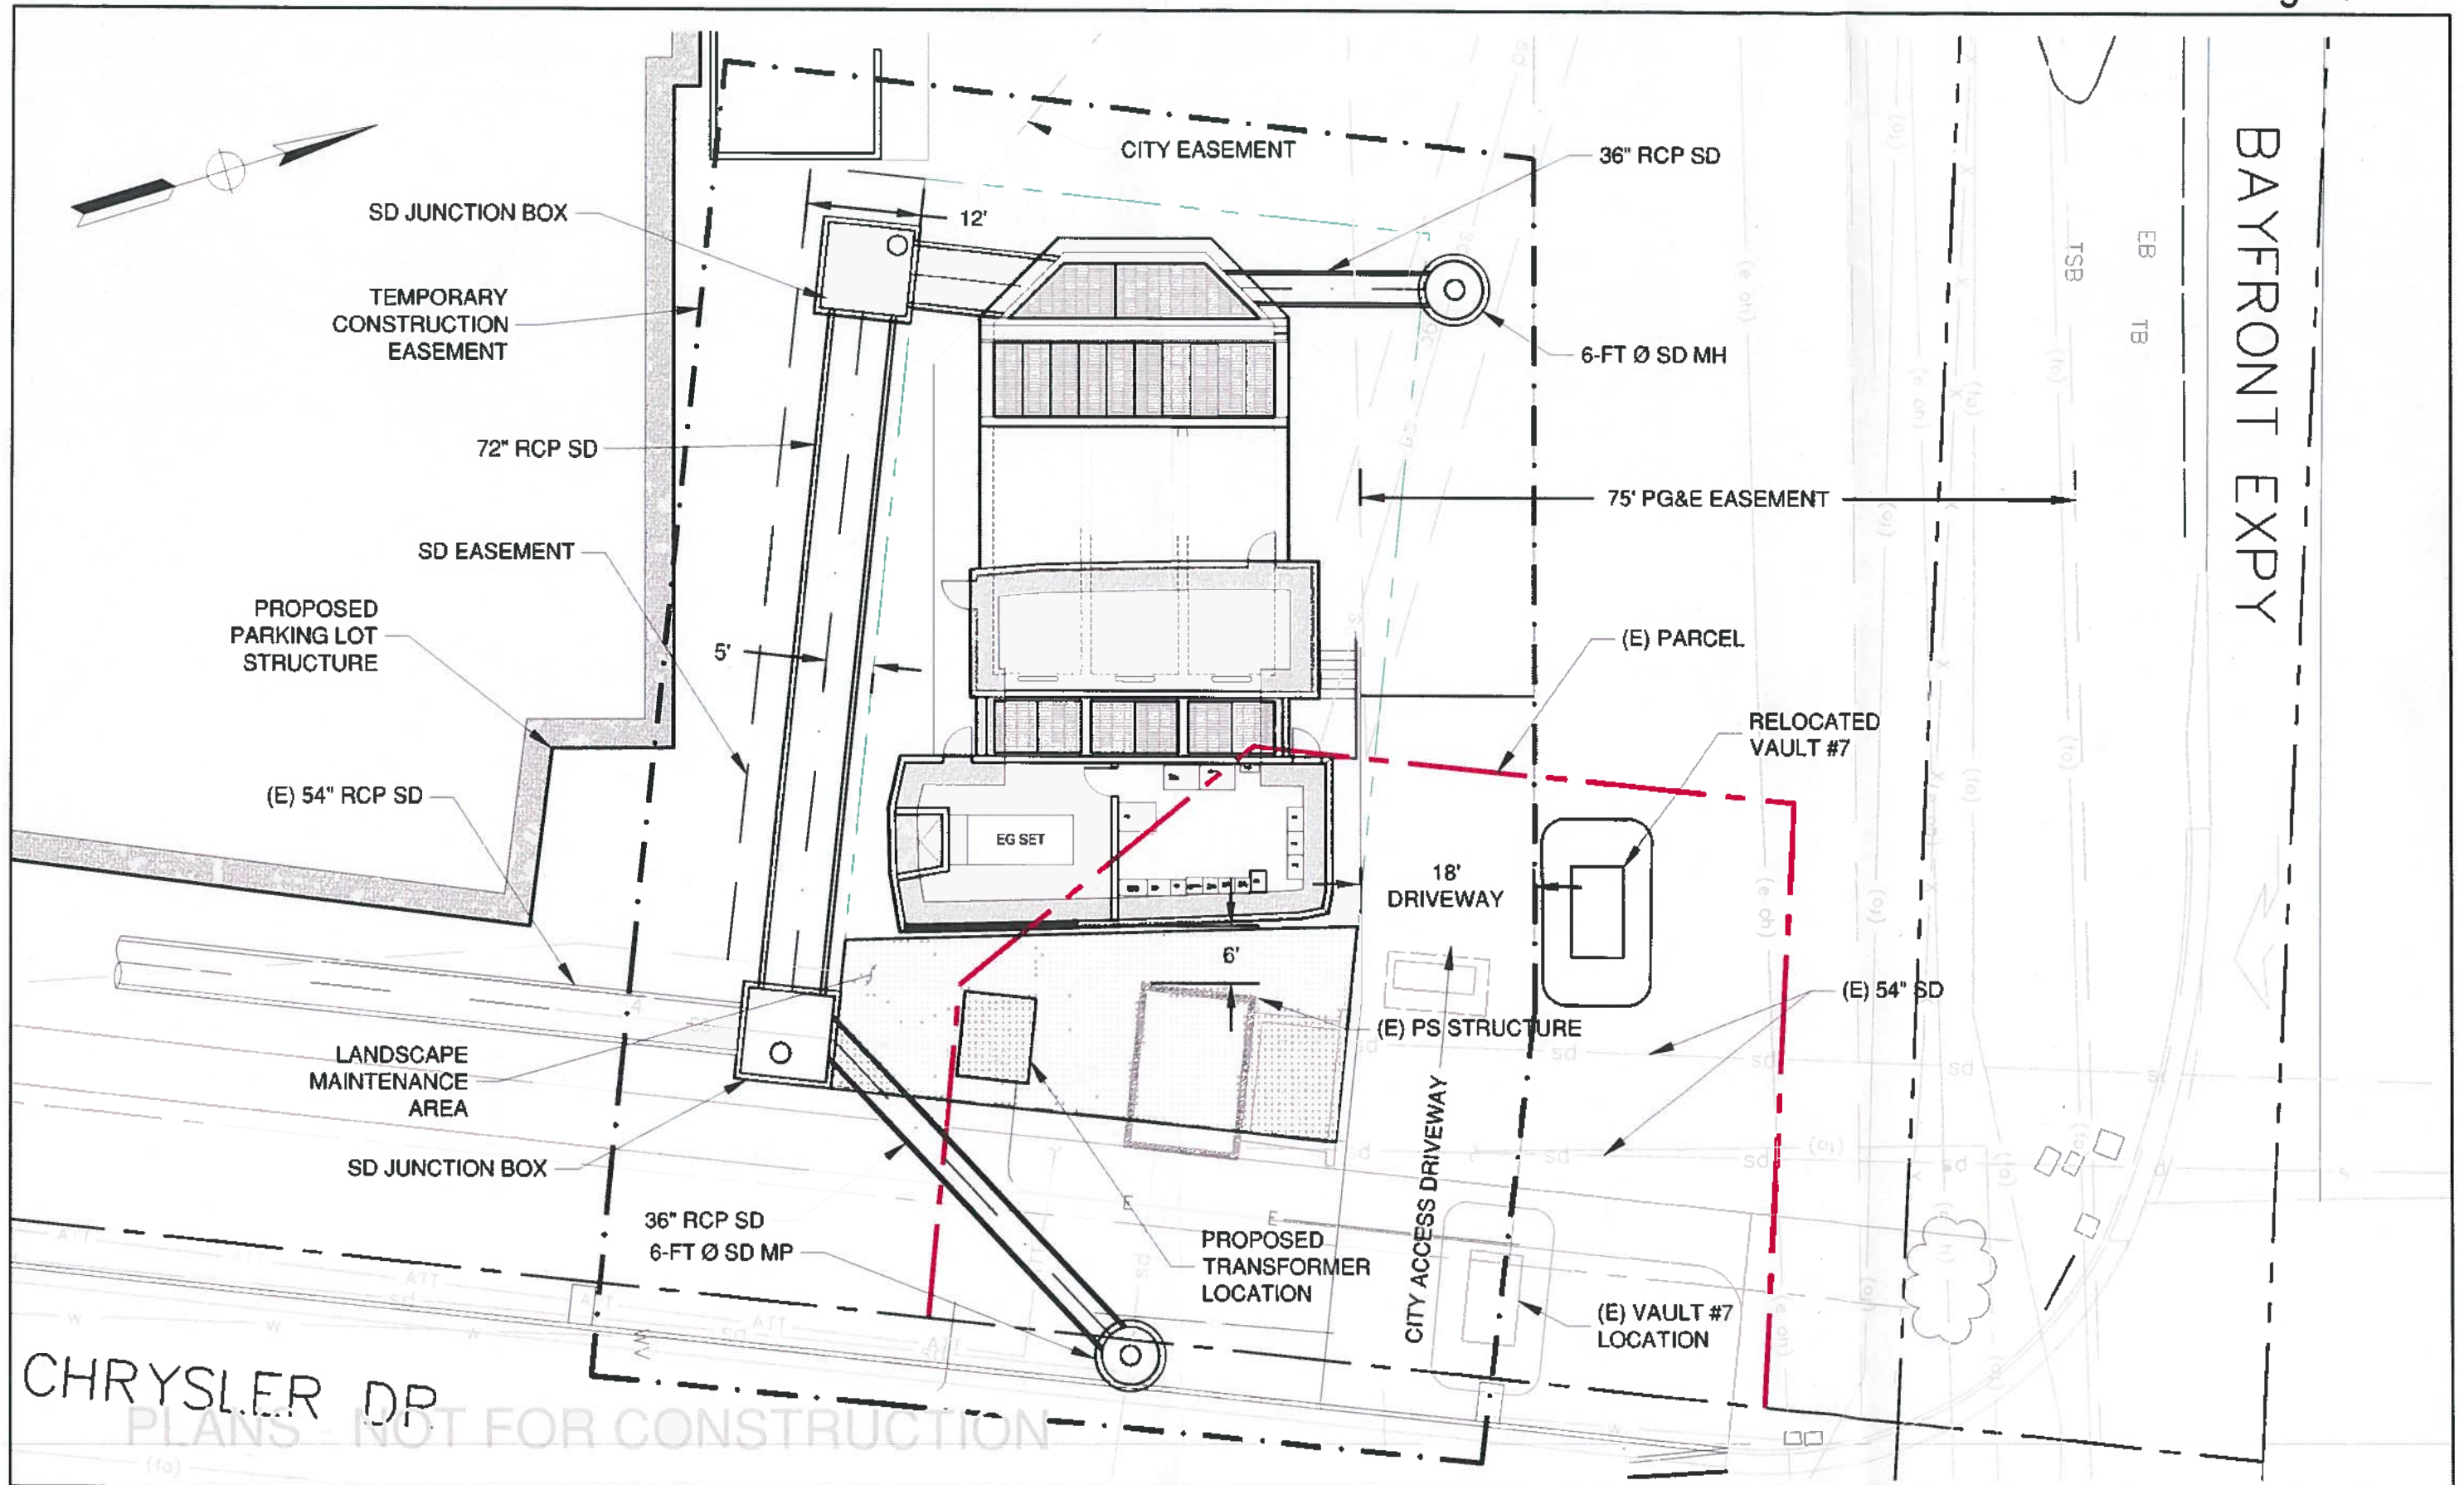 CITY EASEMENT
36" RCP SD
SD JUNCTION BOX
12'
TEMPORARY
CONSTRUCTION
EASEMENT
6-FT Ø SD MH
BAYFRONT EXPY
TSB
EB
TB
72" RCP SD
75' PG&E EASEMENT
SD EASEMENT
PROPOSED
PARKING LOT
STRUCTURE
5'
(E) PARCEL
RELOCATED
VAULT #7
(E) 54" RCP SD
EG SET
18'
DRIVEWAY
6'
(E) 54" SD
(E) PS STRUCTURE
LANDSCAPE
MAINTENANCE
AREA
CITY ACCESS DRIVEWAY
SD JUNCTION BOX
36" RCP SD
6-FT Ø SD MP
PROPOSED
TRANSFORMER
LOCATION
(E) VAULT #7
LOCATION
CHRYSLER DR
PLANS - NOT FOR CONSTRUCTION